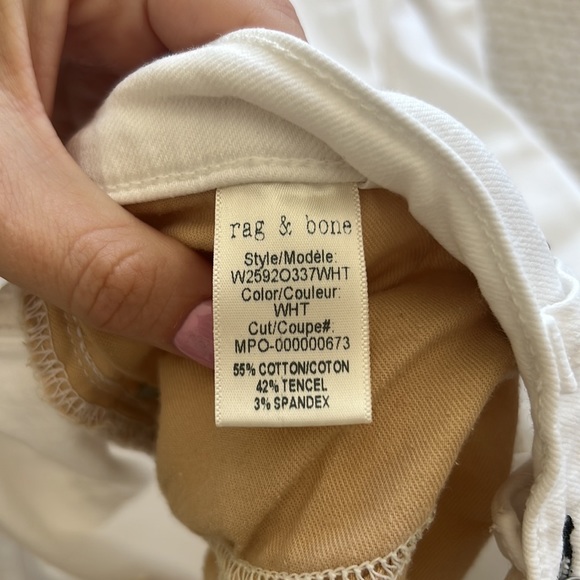 rag & bone
Style/Modèle:
W2592O337WHT
Color/Couleur:
WHT
Cut/Coupe#:
MPO-000000673
55% COTTON/COTON
42% TENCEL
3% SPANDEX